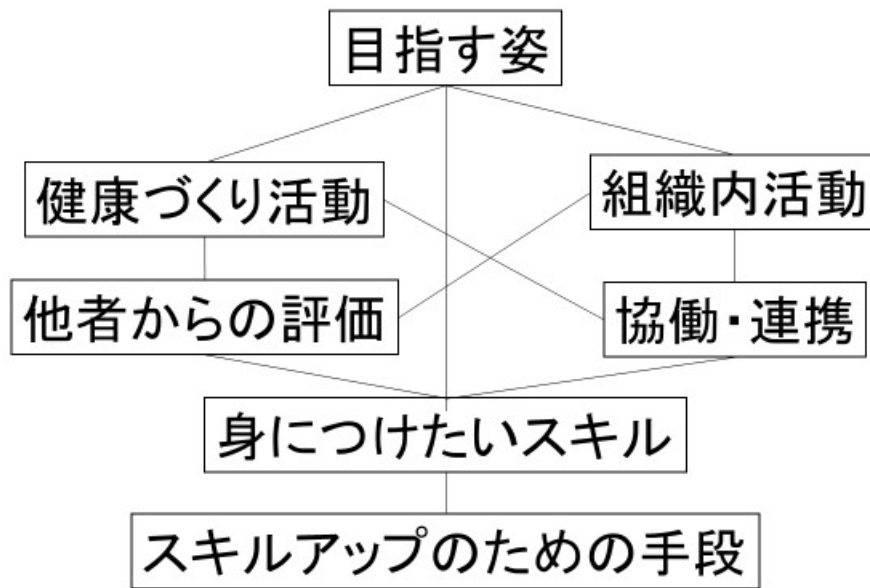 目指す姿
健康づくり活動
組織内活動
他者からの評価
協働・連携
身につけたいスキル
スキルアップのための手段